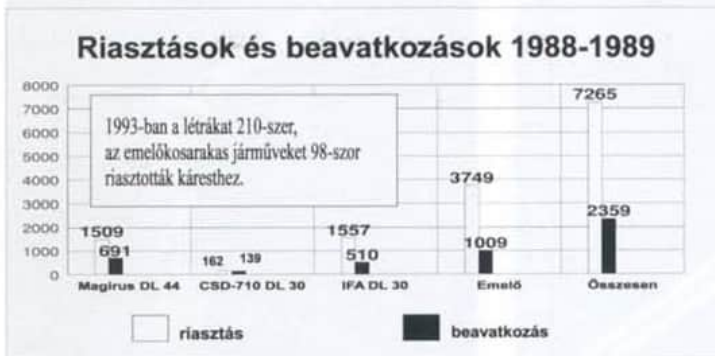 Riasztások és beavatkozások 1988-1989
8000
7000
6000
5000
4000
3000
2000
1000
0
1993-ban a létrákat 210-szer,
az emelőkosarakas járműveket 98-szor
riasztották káresthez.
1509
691
162
139
1557
510
3749
1009
7265
2359
Magirus DL 44
CSD-710 DL 30
IFA DL 30
Emelő
Összesen
riasztás
beavatkozás